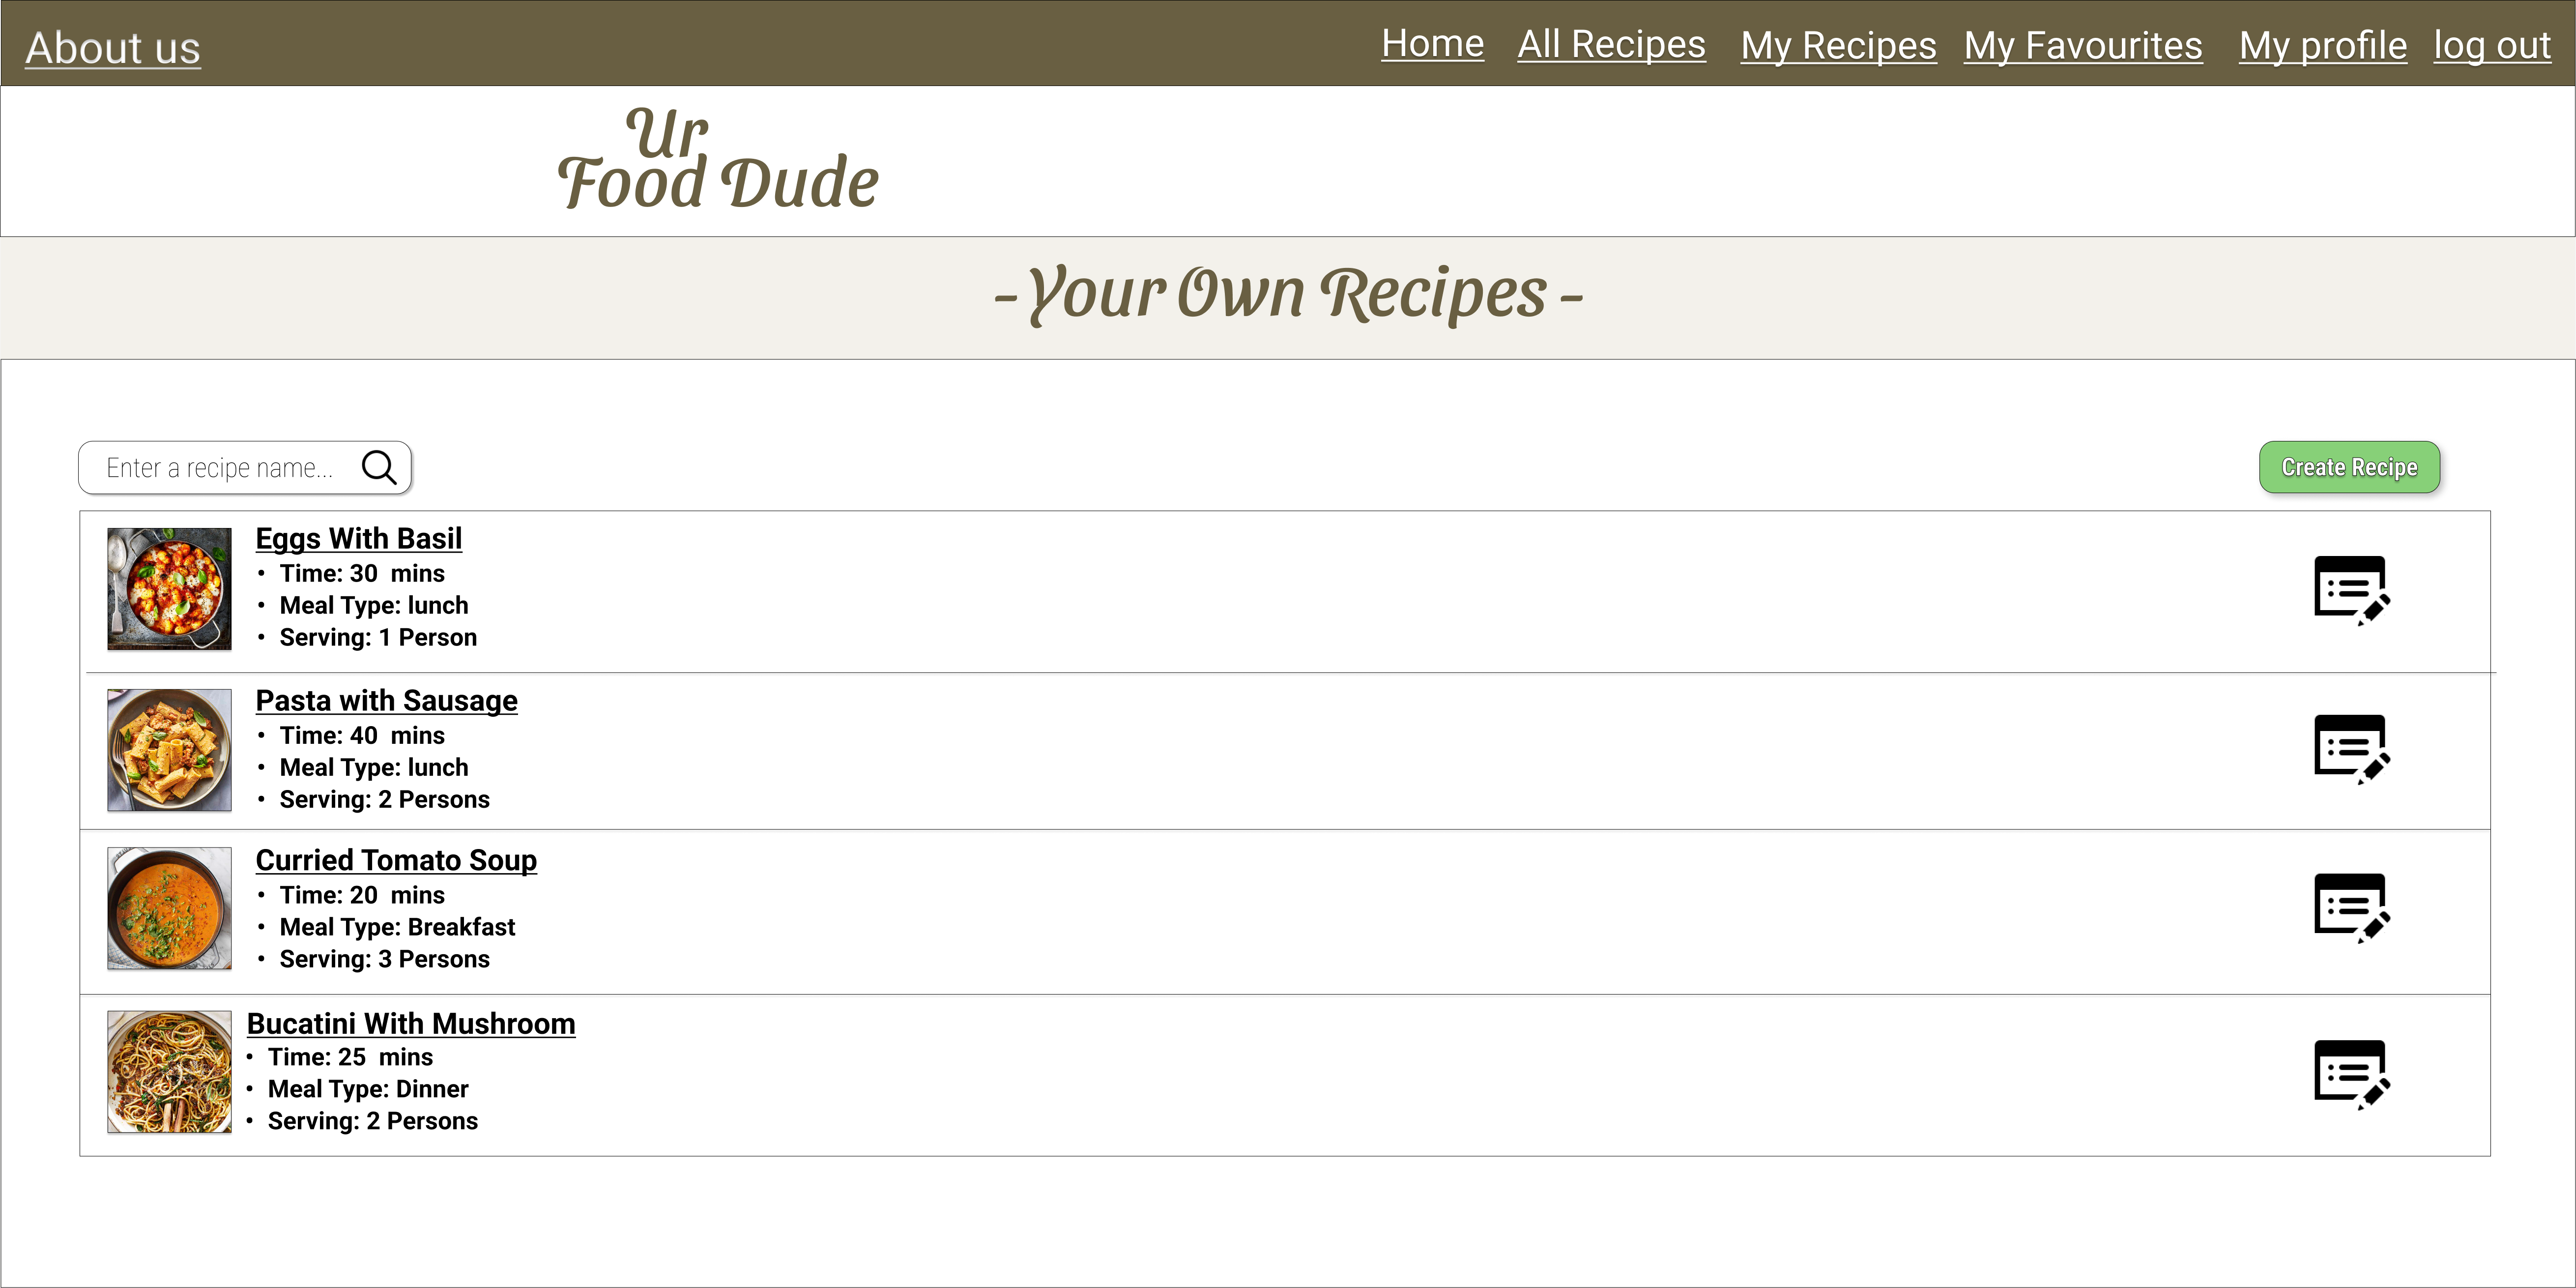 About us
Home All Recipes My Recipes My Favourites My profile log out
Ur
Food Dude
- Your Own Recipes -
Enter a recipe name...
Create Recipe
Eggs With Basil
• Time: 30 mins
• Meal Type: lunch
• Serving: 1 Person
Pasta with Sausage
• Time: 40 mins
• Meal Type: lunch
• Serving: 2 Persons
Curried Tomato Soup
• Time: 20 mins
• Meal Type: Breakfast
• Serving: 3 Persons
Bucatini With Mushroom
• Time: 25 mins
• Meal Type: Dinner
• Serving: 2 Persons